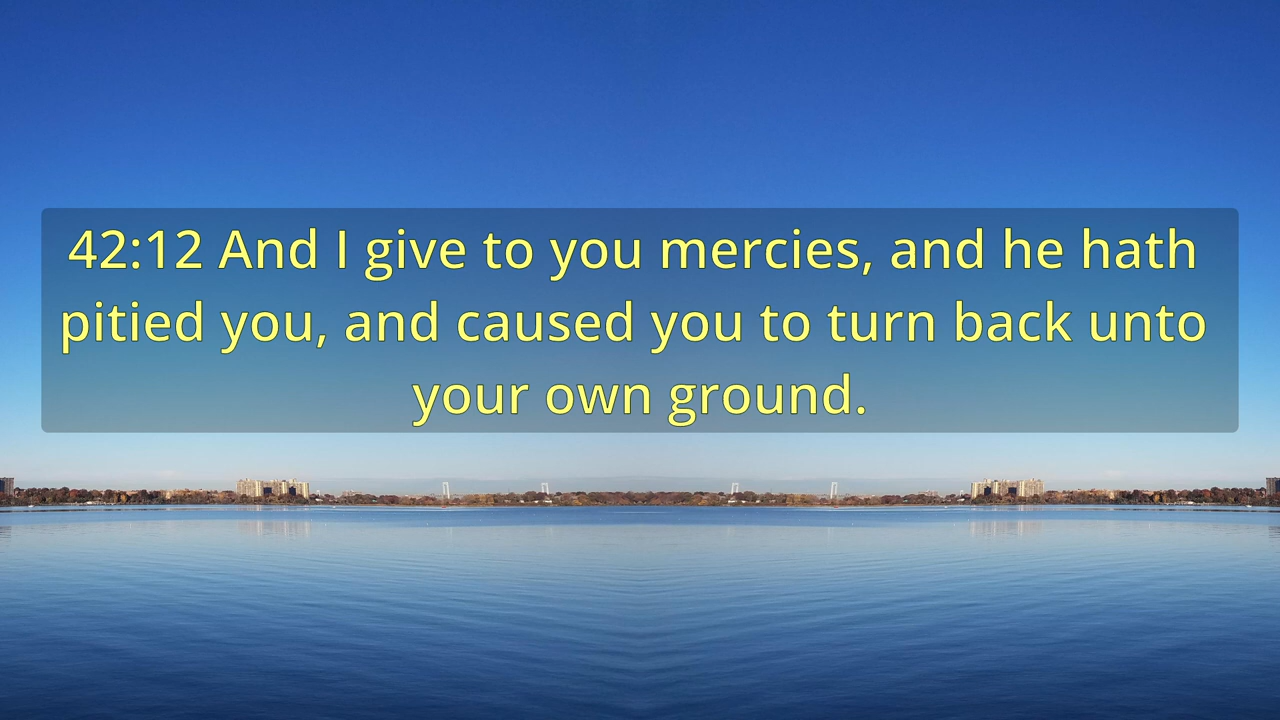 42:12 And I give to you mercies, and he hath
pitied you, and caused you to turn back unto
your own ground.